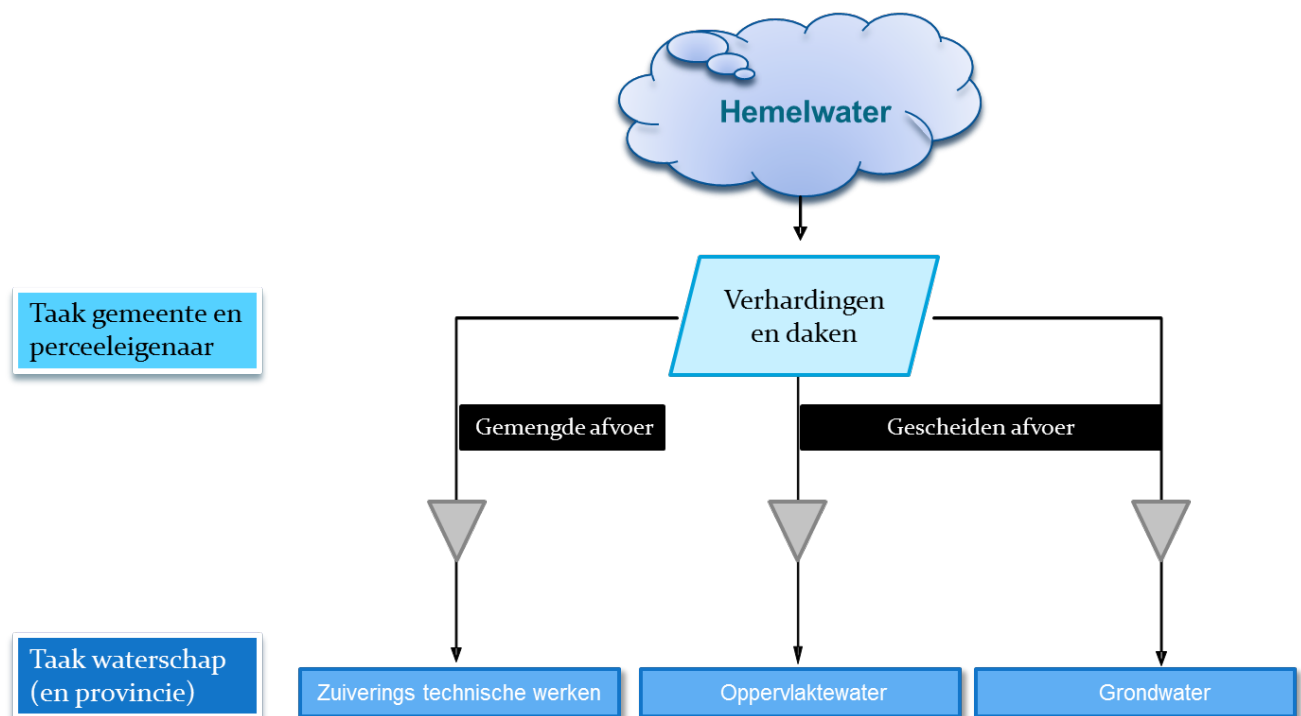 Hemelwater
Verhardingen
en daken
Taak gemeente en
perceeleigenaar
Gemengde afvoer
Gescheiden afvoer
Taak waterschap
(en provincie)
Zuiverings technische werken
Oppervlaktewater
Grondwater